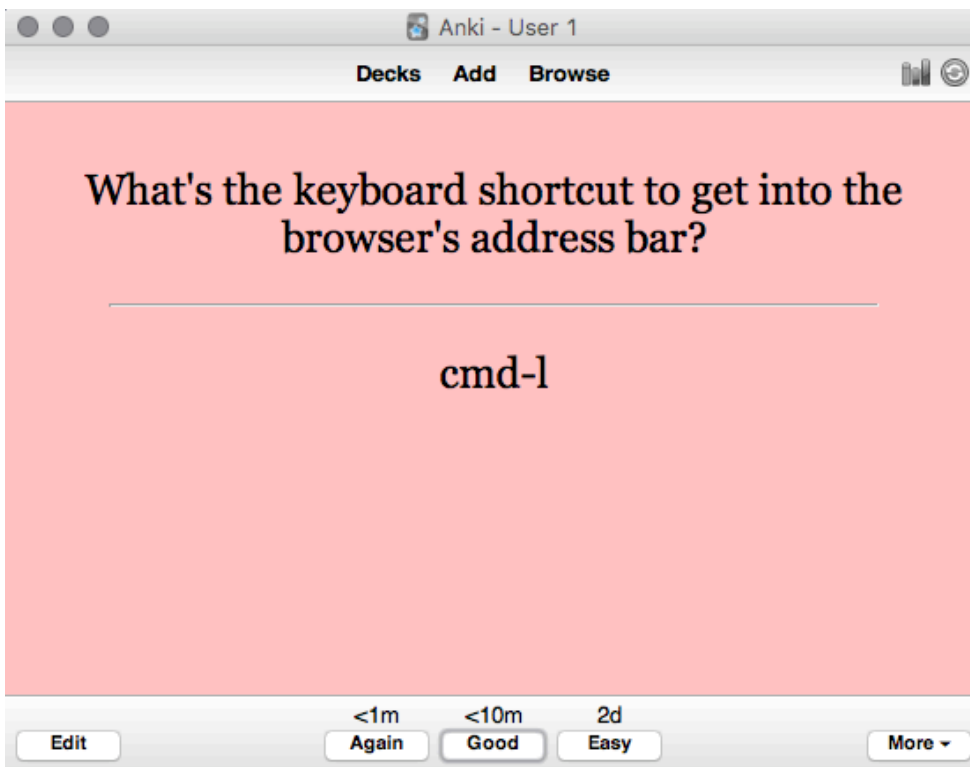 Anki - User 1
Decks Add Browse
What's the keyboard shortcut to get into the
browser's address bar?
cmd-l
<1m <10m 2d
Edit Again Good Easy More